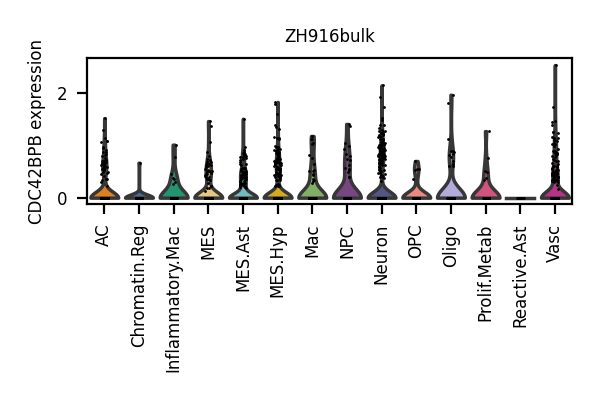 ZH916bulk
CDC42BPB expression
2
0
AC
Chromatin.Reg
Inflammatory.Mac
MES
MES.Ast
MES.Hyp
Mac
NPC
Neuron
OPC
Oligo
Prolif.Metab
Reactive.Ast
Vasc